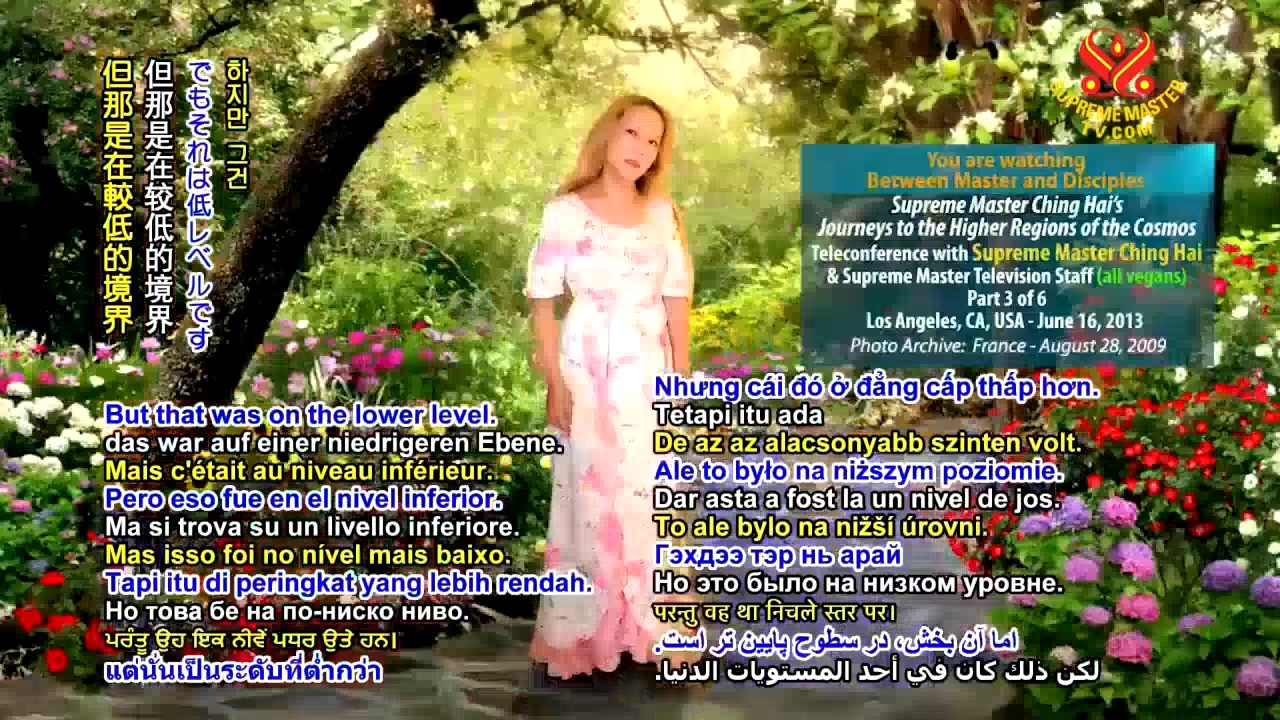 하지만 그건
でもそれは低レベルです
但那是在较低的境界
但那是在較低的境界
SUPREME MASTER
TV.COM
You are watching
Between Master and Disciples
Supreme Master Ching Hai's
Journeys to the Higher Regions of the Cosmos
Teleconference with Supreme Master Ching Hai
& Supreme Master Television Staff (all vegans)
Part 3 of 6
Los Angeles, CA, USA - June 16, 2013
Photo Archive: France - August 28, 2009
But that was on the lower level.
das war auf einer niedrigeren Ebene.
Mais c'était au niveau inférieur.
Pero eso fue en el nivel inferior.
Ma si trova su un livello inferiore.
Mas isso foi no nível mais baixo.
Tapi itu di peringkat yang lebih rendah.
Но това бе на по-ниско ниво.
ਪਰੰਤੂ ਉਹ ਇਕ ਨੀਵੇਂ ਪਧਰ ਉਤੇ ਹਨ।
แต่นั่นเป็นระดับที่ต่ำกว่า
Nhưng cái đó ở đẳng cấp thấp hơn.
Tetapi itu ada
De az az alacsonyabb szinten volt.
Ale to było na niższym poziomie.
Dar asta a fost la un nivel de jos.
To ale bylo na nižší úrovni.
Гэхдээ тэр нь арай
Но это было на низком уровне.
परन्तु वह था निचले स्तर पर।
اما آن بخش، در سطوح پایین تر است.
لكن ذلك كان في أحد المستويات الدنيا.